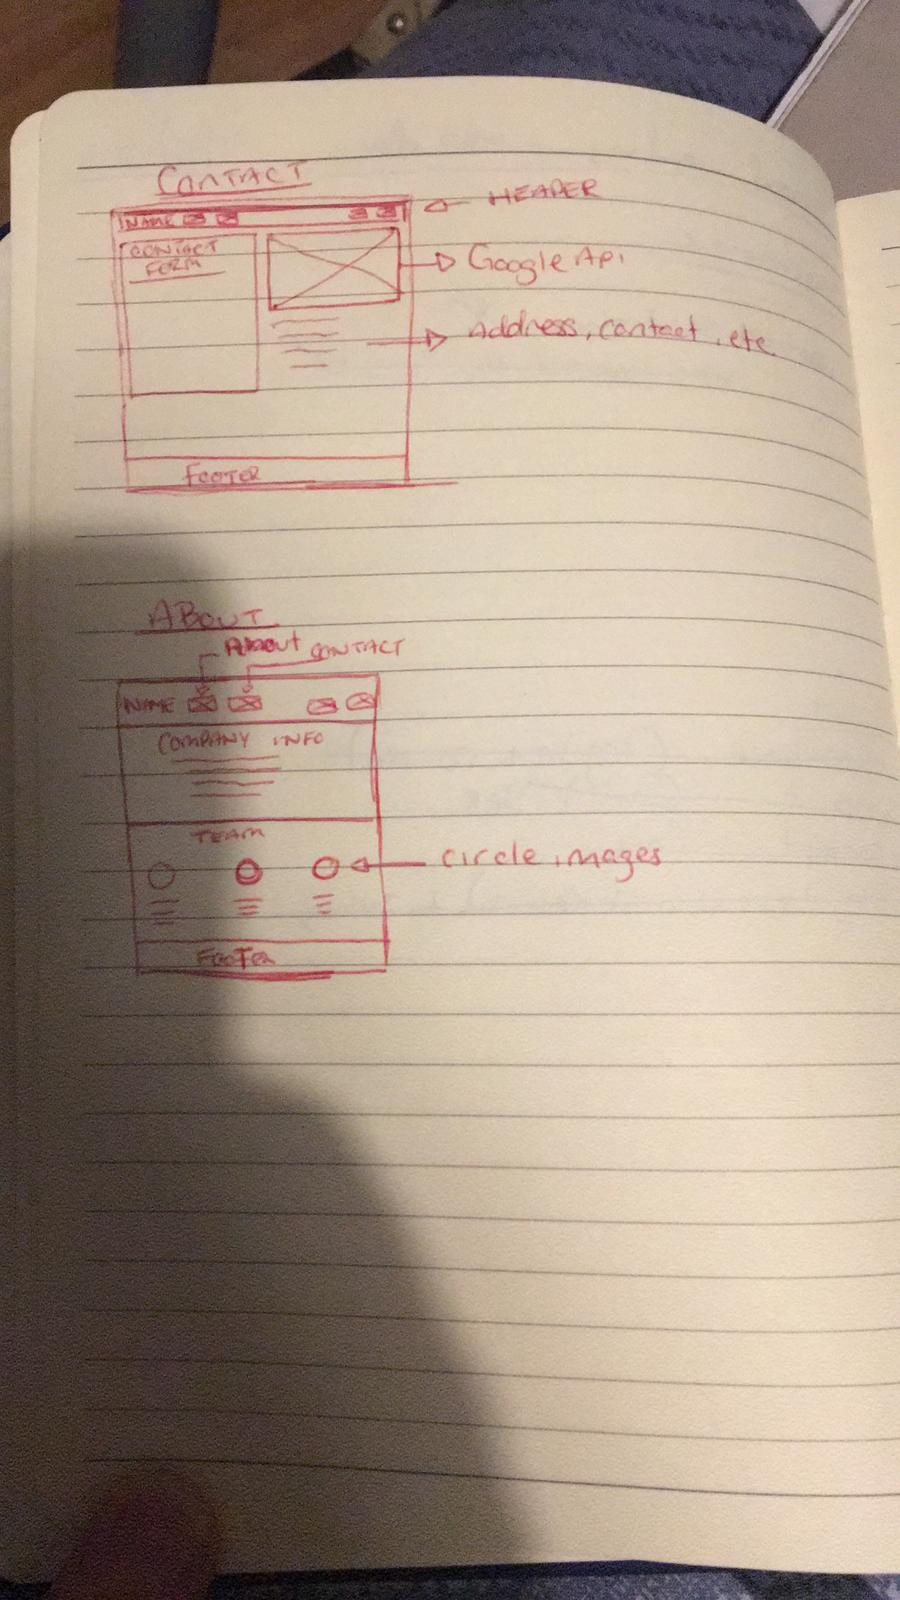 CONTACT
HEADER
NAME
CONTACT
FORM
Google Api
Address, contact, etc.
FOOTER
ABOUT
About CONTACT
NAME
COMPANY INFO
TEAM
circle images
FOOTER